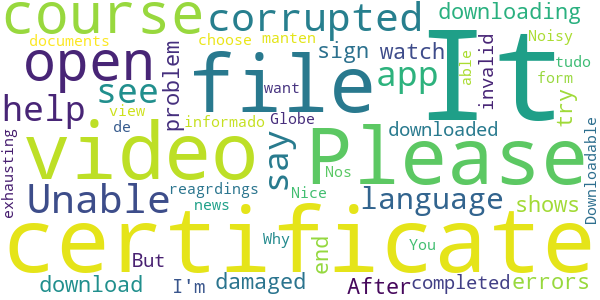 course corrupted downloading
documents choose manten sign It Noisy
open file watch able invalid tudo
see problem app form
help want try
video informado Globe Please
view de say downloaded Downloadable
exhausting Unable reagrdings Nos language shows
news Nice
certificate
But Why end You
download I'm damaged After completed errors